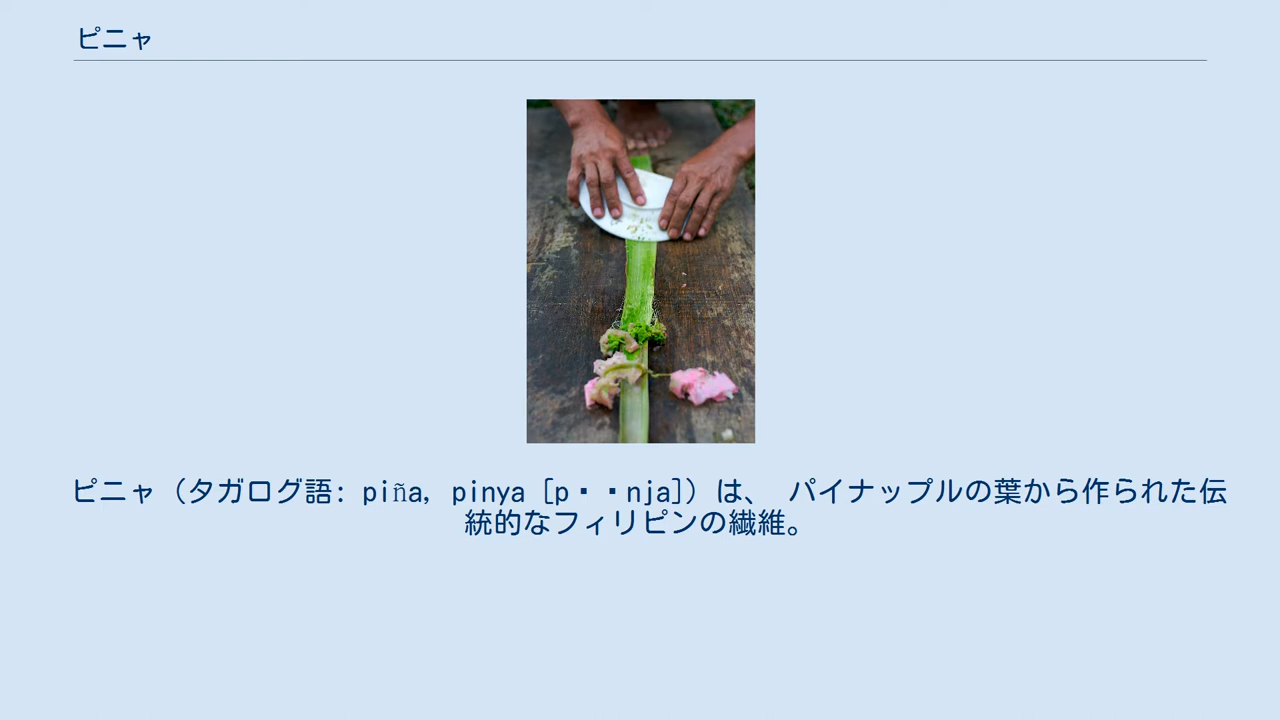 ピニャ
ピニャ（タガログ語: piña, pinya [p▪▪nja]）は、 パイナップルの葉から作られた伝
統的なフィリピンの繊維。